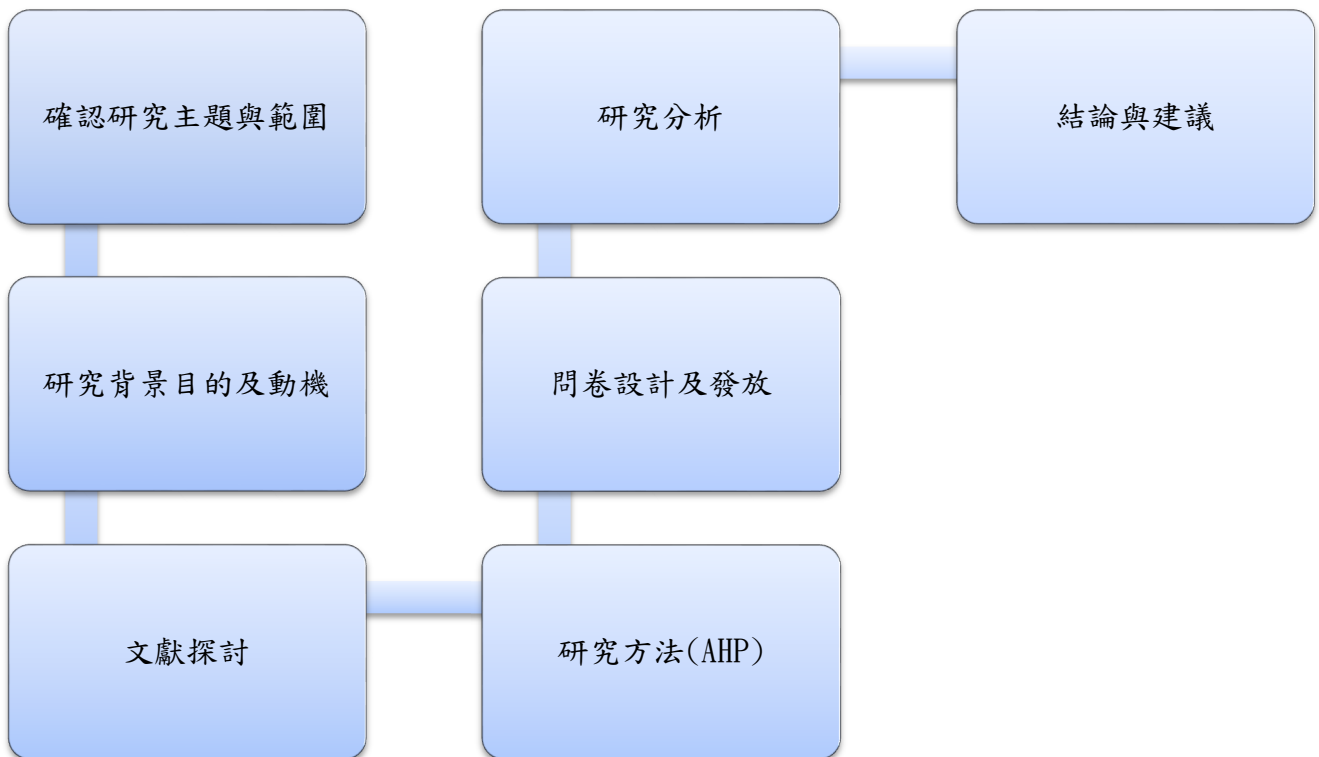 確認研究主題與範圍
研究背景目的及動機
文獻探討
研究方法(AHP)
問卷設計及發放
研究分析
結論與建議